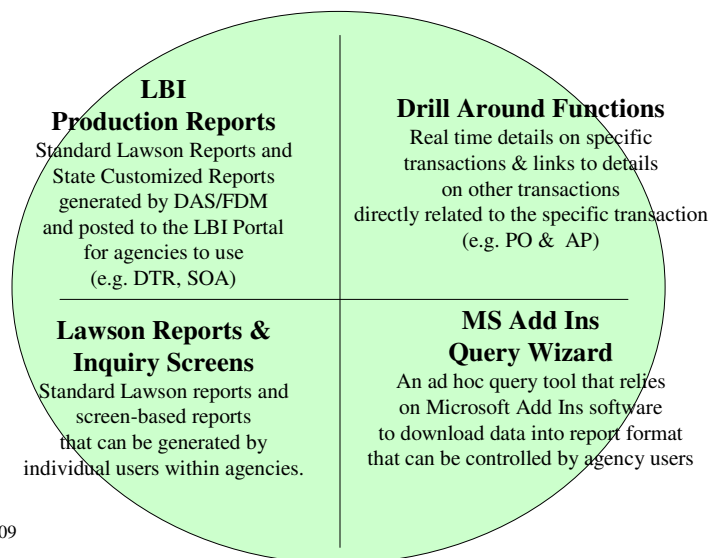 LBI
Production Reports
Standard Lawson Reports and
State Customized Reports
generated by DAS/FDM
and posted to the LBI Portal
for agencies to use
(e.g. DTR, SOA)
Drill Around Functions
Real time details on specific
transactions & links to details
on other transactions
directly related to the specific transaction
(e.g. PO & AP)
Lawson Reports &
Inquiry Screens
Standard Lawson reports and
screen-based reports
that can be generated by
individual users within agencies.
MS Add Ins
Query Wizard
An ad hoc query tool that relies
on Microsoft Add Ins software
to download data into report format
that can be controlled by agency users
09